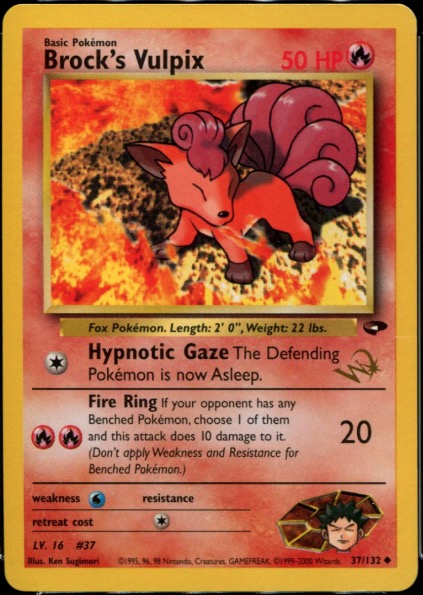 Basic Pokémon
Brock's Vulpix 50 HP
Fox Pokémon. Length: 2' 0", Weight: 22 lbs.
Hypnotic Gaze The Defending
Pokémon is now Asleep.
W
Fire Ring If your opponent has any
Benched Pokémon, choose 1 of them
and this attack does 10 damage to it.
(Don't apply Weakness and Resistance for
Benched Pokémon.)
20
weakness resistance
retreat cost
LV. 16 #37
Illus. Ken Sugimori ©1995, 96, 98 Nintendo, Creatures, GAMEFREAK. ©1999-2000 Wizards. 37/132